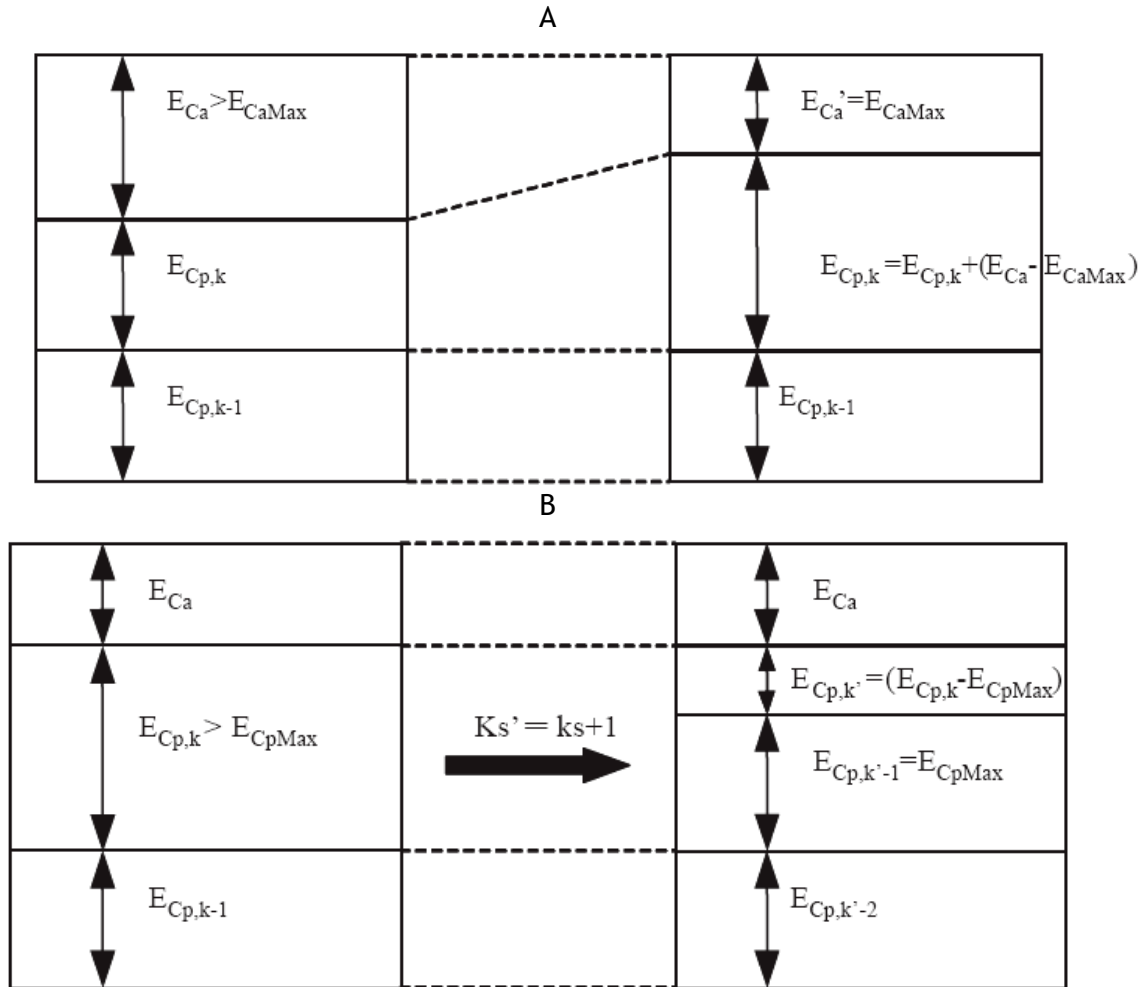 A
E_Ca>E_CaMax
E_Ca'=E_CaMax
E_Cp,k
E_Cp,k=E_Cp,k+(E_Ca-E_CaMax)
E_Cp,k-1
E_Cp,k-1
B
E_Ca
E_Ca
E_Cp,k'=(E_Cp,k-E_CpMax)
E_Cp,k> E_CpMax
Ks'= ks+1
E_Cp,k'-1=E_CpMax
E_Cp,k-1
E_Cp,k'-2